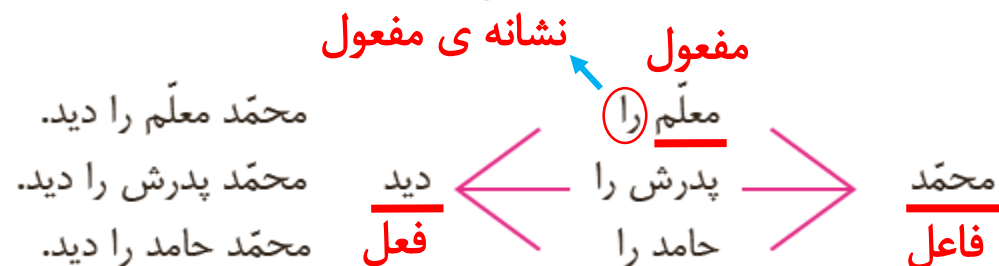 مفعول نشانه ی مفعول
معلّم را محمّد معلّم را دید.
محمّد پدرش را دید محمّد پدرش را دید.
فاعل حامد را فعل محمّد حامد را دید.